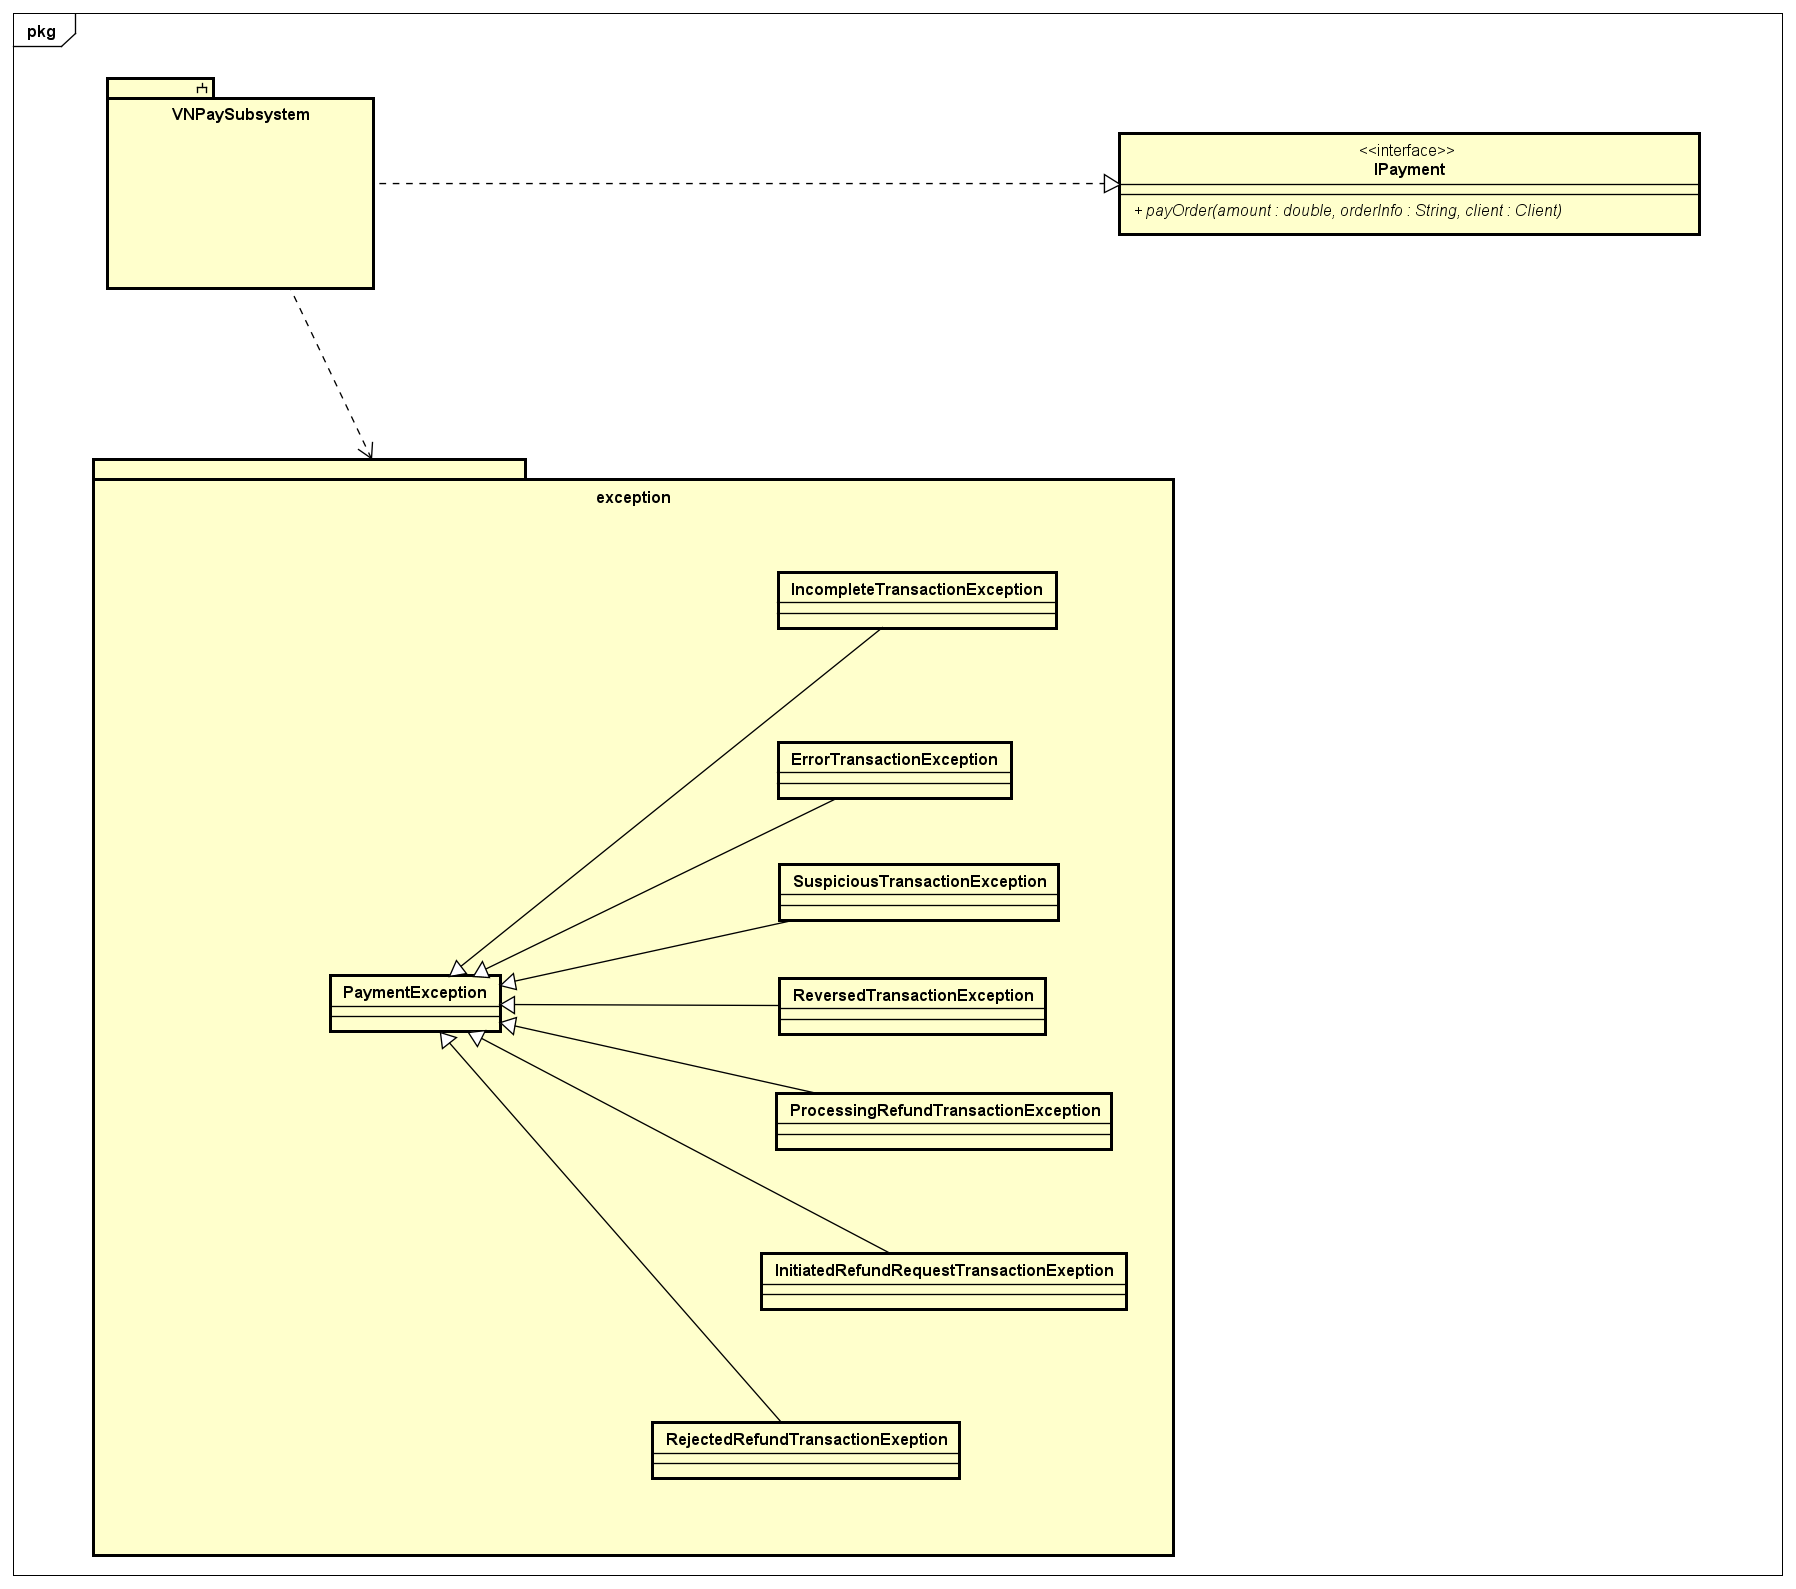 pkg
VNPaySubsystem
<<interface>>
IPayment
+ payOrder(amount : double, orderInfo : String, client : Client)
exception
IncompleteTransactionException
ErrorTransactionException
SuspiciousTransactionException
PaymentException
ReversedTransactionException
ProcessingRefundTransactionException
InitiatedRefundRequestTransactionExeption
RejectedRefundTransactionExeption